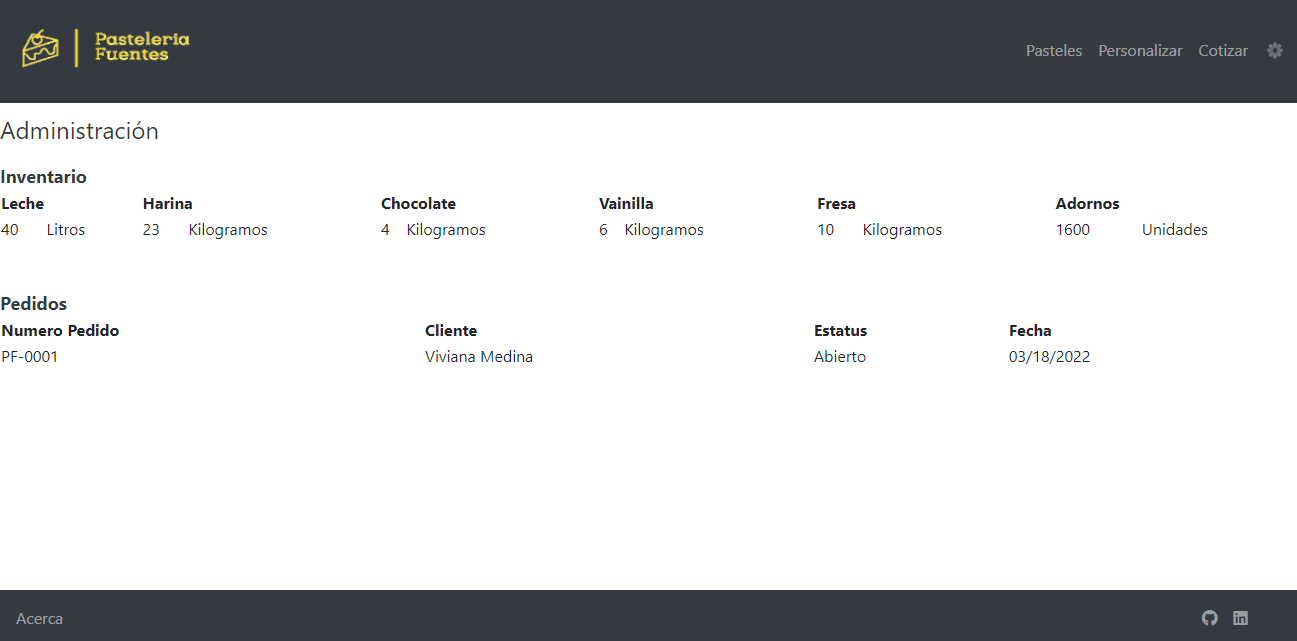 Pasteleria
Fuentes
Pasteles Personalizar Cotizar
Administración
Inventario
Leche Harina Chocolate Vainilla Fresa Adornos
40 Litros 23 Kilogramos 4 Kilogramos 6 Kilogramos 10 Kilogramos 1600 Unidades
Pedidos
Numero Pedido Cliente Estatus Fecha
PF-0001 Viviana Medina Abierto 03/18/2022
Acerca
in